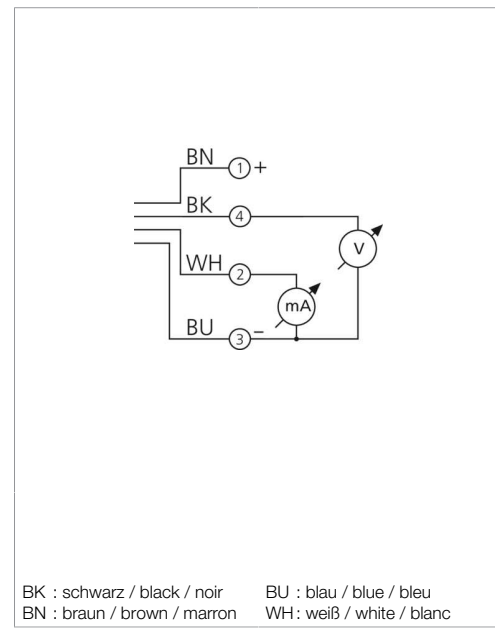 BN 1 +
BK 4
V
WH 2
mA
BU 3 –
BK : schwarz / black / noir BU : blau / blue / bleu
BN : braun / brown / marron WH : weiß / white / blanc